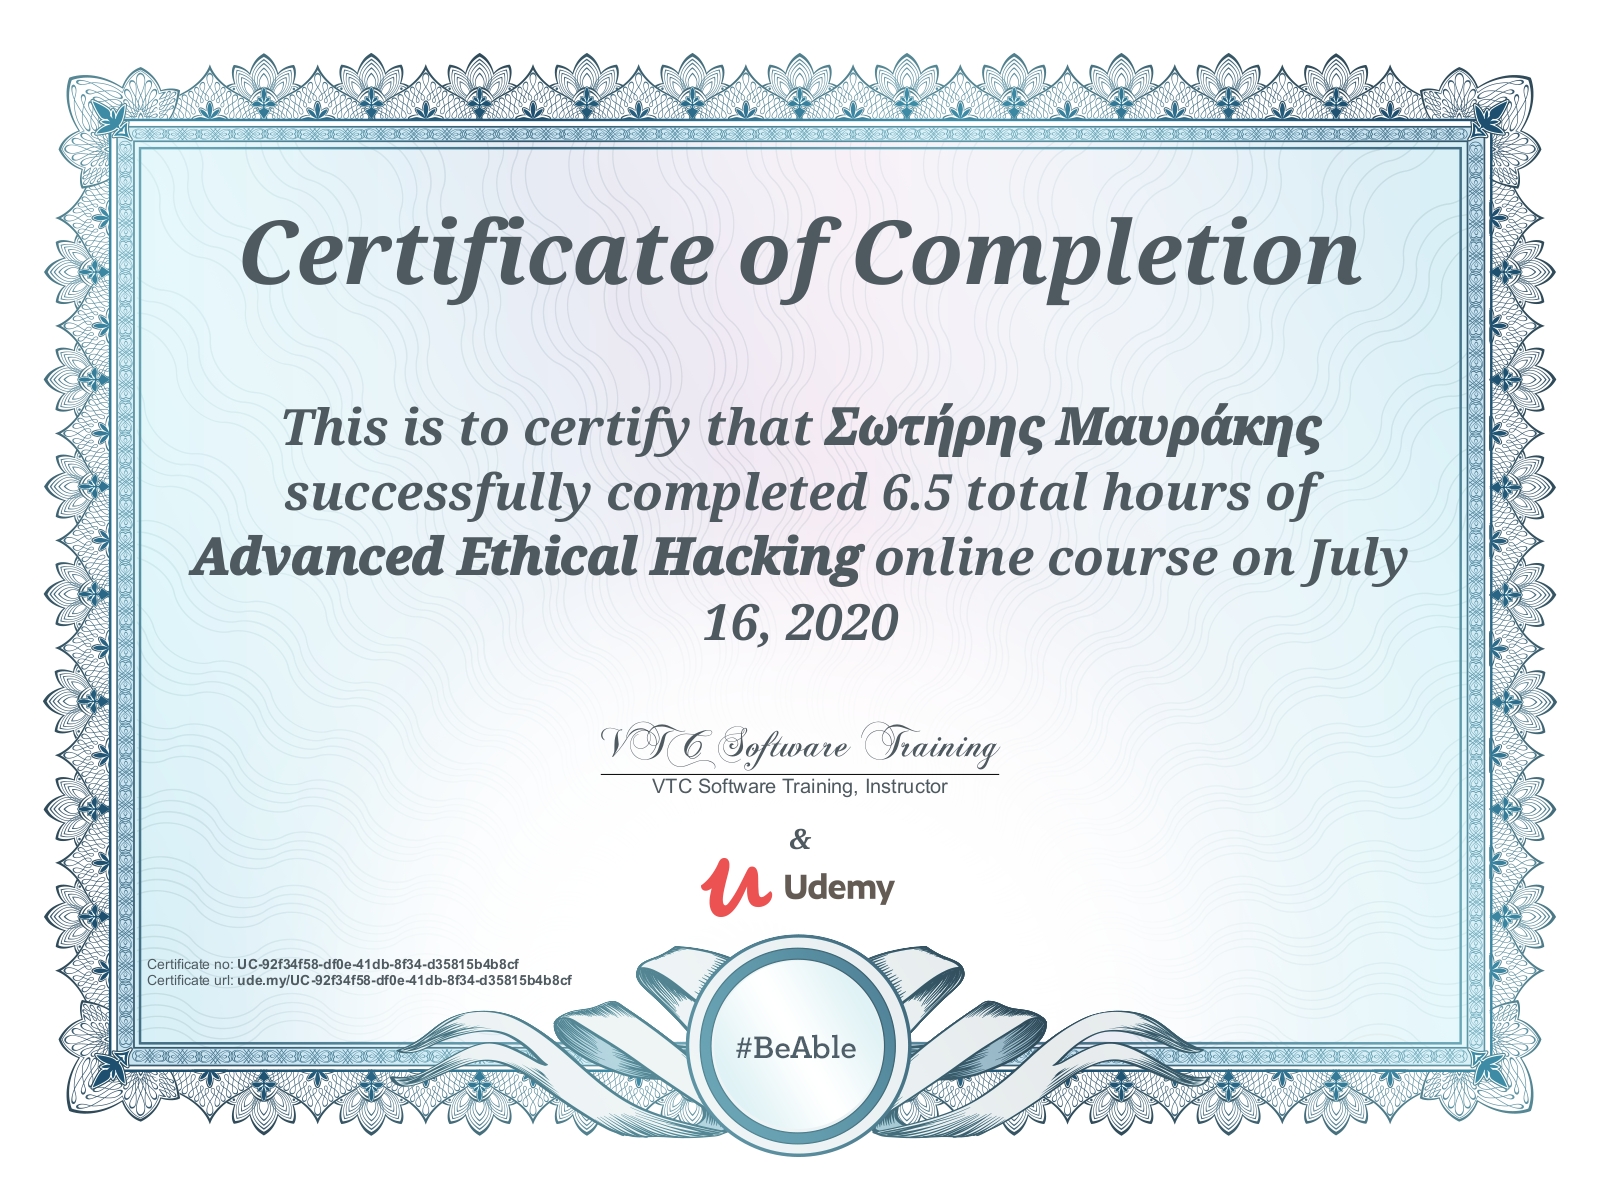 Certificate of Completion
This is to certify that Σωτήρης Μαυράκης
successfully completed 6.5 total hours of
Advanced Ethical Hacking online course on July
16, 2020
VTC Software Training
VTC Software Training, Instructor
&
Udemy
Certificate no: UC-92f34f58-df0e-41db-8f34-d35815b4b8cf
Certificate url: ude.my/UC-92f34f58-df0e-41db-8f34-d35815b4b8cf
#BeAble